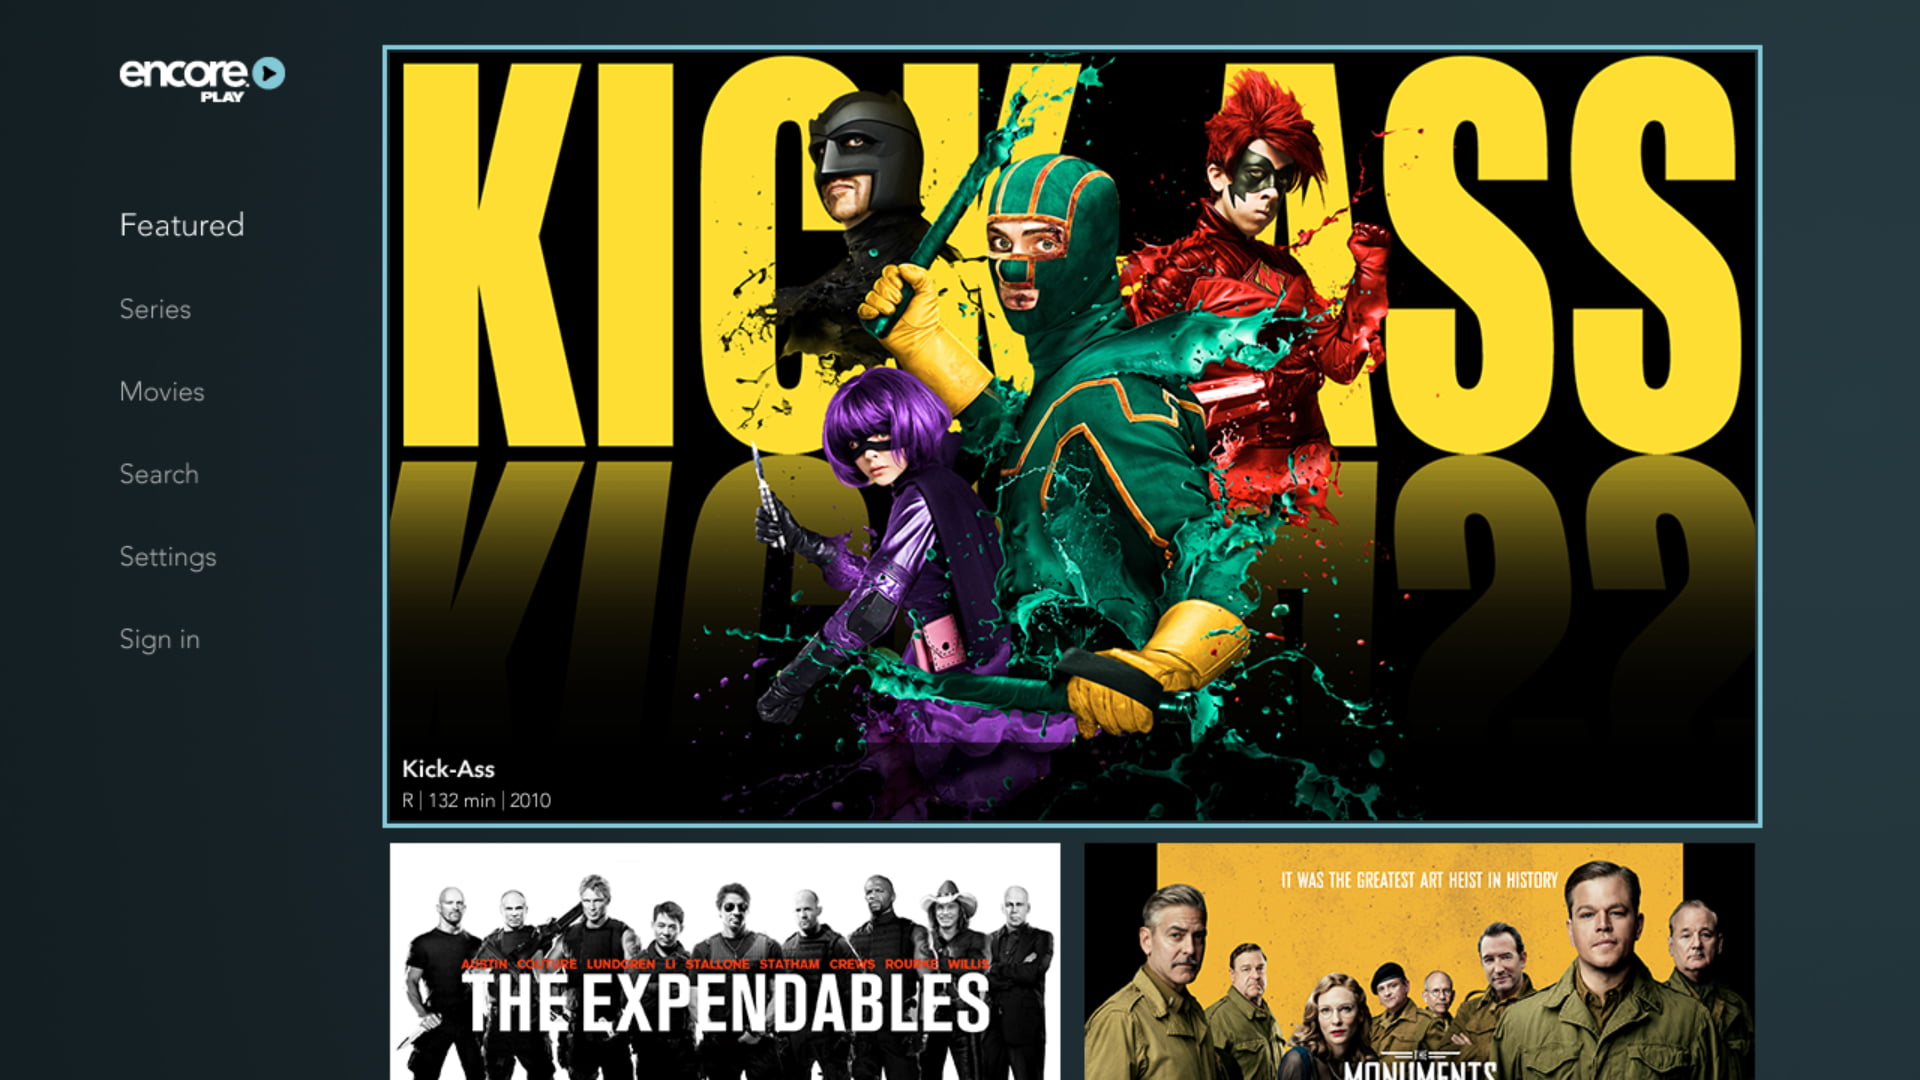 encore
PLAY
Featured
Series
Movies
Search
Settings
Sign in
KICK-ASS
Kick-Ass
R | 132 min | 2010
AUSTIN COUTURE LUNDGREN LI STALLONE STATHAM CREWS ROURKE WILLIS
THE EXPENDABLES
IT WAS THE GREATEST ART HEIST IN HISTORY
THE
MONUMENTS